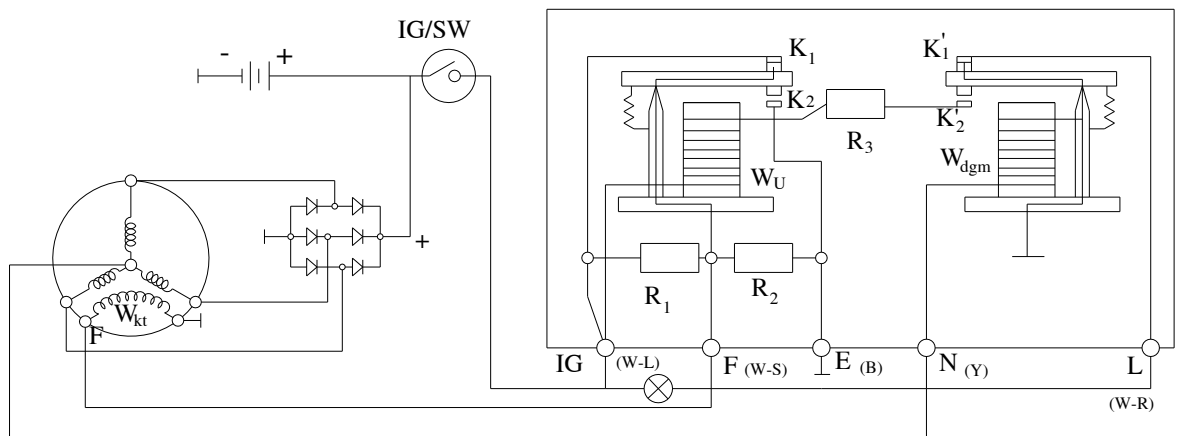 IG/SW
- +
K1 K'1
K2 K'2
R3
WU Wdgm
+
R1 R2
Wkt
F
IG (W-L) F (W-S) E (B) N (Y) L
(W-R)